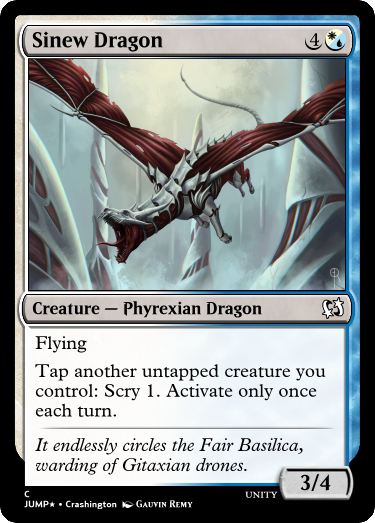 Sinew Dragon 4
Creature — Phyrexian Dragon
Flying
Tap another untapped creature you
control: Scry 1. Activate only once
each turn.
It endlessly circles the Fair Basilica,
warding of Gitaxian drones.
3/4
C
UNITY
JUMP★ • Crashington Gauvin Remy